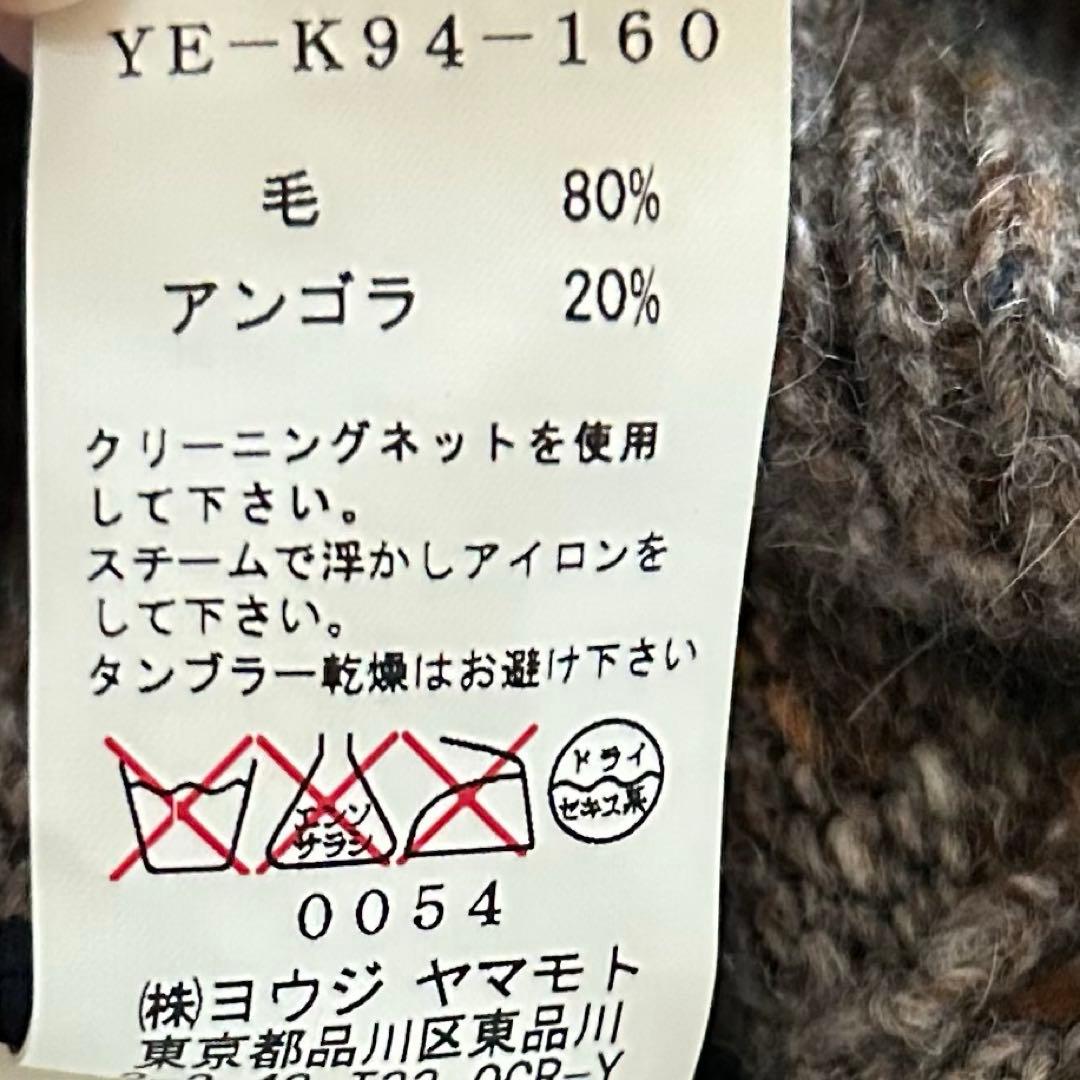 YE-K94-160
毛 80%
アンゴラ 20%
クリーニングネットを使用
して下さい。
スチームで浮かしアイロンを
して下さい。
タンブラー乾燥はお避け下さい
エンソ
サラシ
ドライ
セキユ系
0054
㈱ヨウジ ヤマモト
東京都品川区東品川